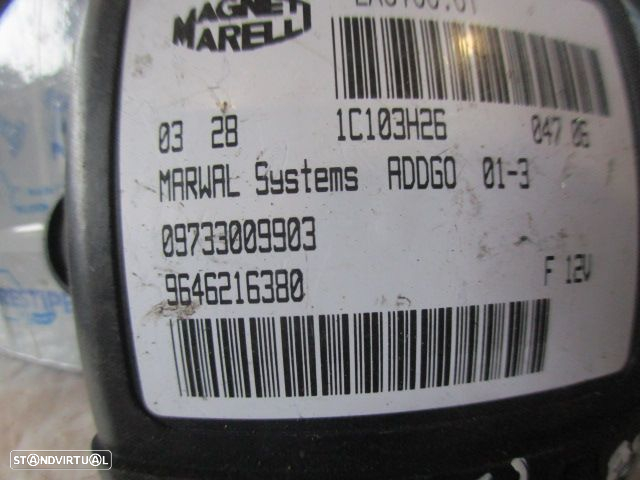 MAGNETI
MARELLI
03 28 1C103H26 047 06
MARWAL Systems ADDGO 01-3
09733009903
9646216380
F 12V
STANDVIRTUAL